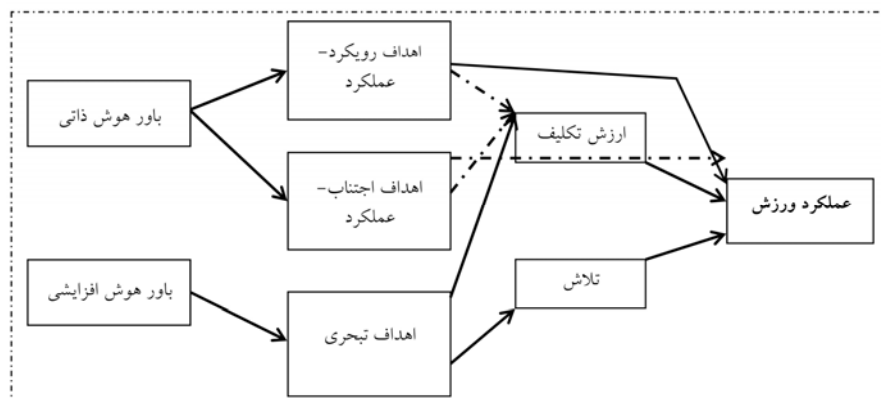 اهداف رویکرد-
عملکرد
باور هوش ذاتی
ارزش تکلیف
اهداف اجتناب-
عملکرد
عملکرد ورزش
باور هوش افزایشی
تلاش
اهداف تبحری